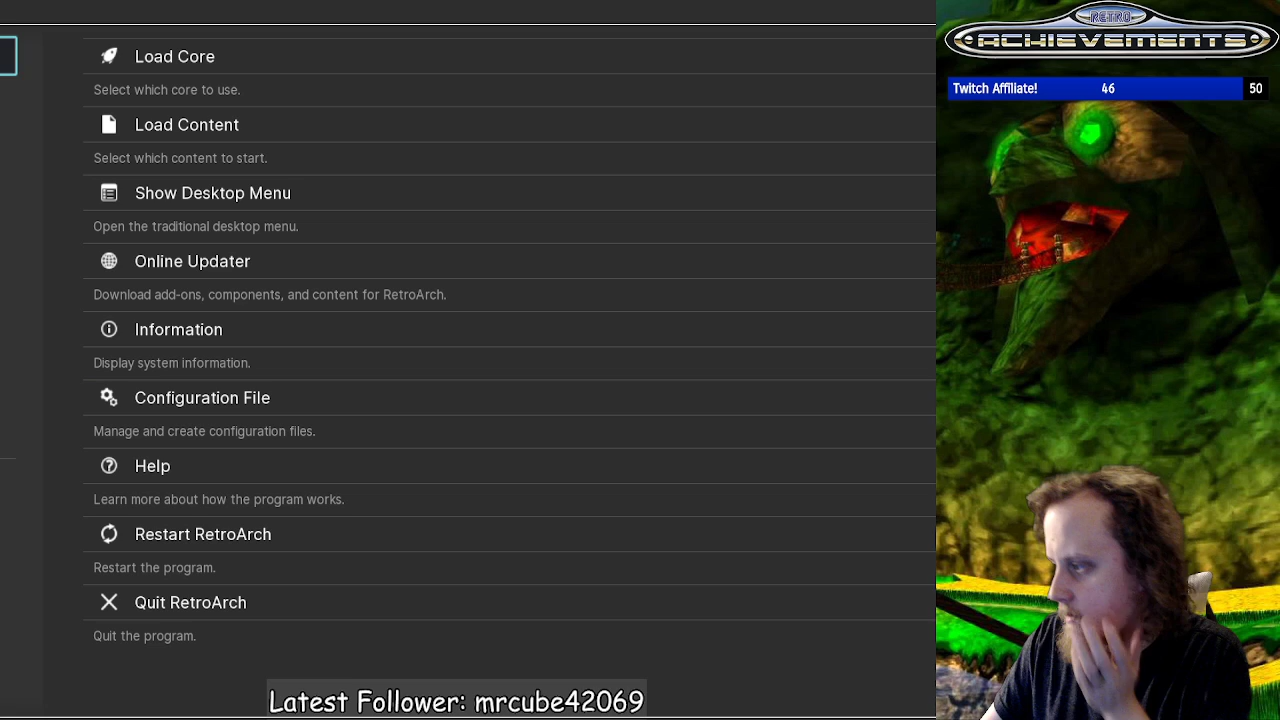 Load Core
Select which core to use.
Load Content
Select which content to start.
Show Desktop Menu
Open the traditional desktop menu.
Online Updater
Download add-ons, components, and content for RetroArch.
Information
Display system information.
Configuration File
Manage and create configuration files.
Help
Learn more about how the program works.
Restart RetroArch
Restart the program.
Quit RetroArch
Quit the program.
Latest Follower: mrcube42069
RETRO
ACHIEVEMENTS
Twitch Affiliate! 46 50